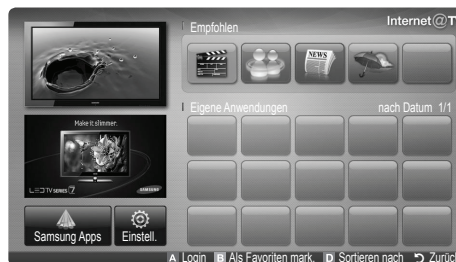 Internet@T
Empfohlen
NEWS
Eigene Anwendungen nach Datum 1/1
Make it slimmer.
LED TV SERIES 7 SAMSUNG
Samsung Apps Einstell.
A Login B Als Favoriten mark. D Sortieren nach Zurück